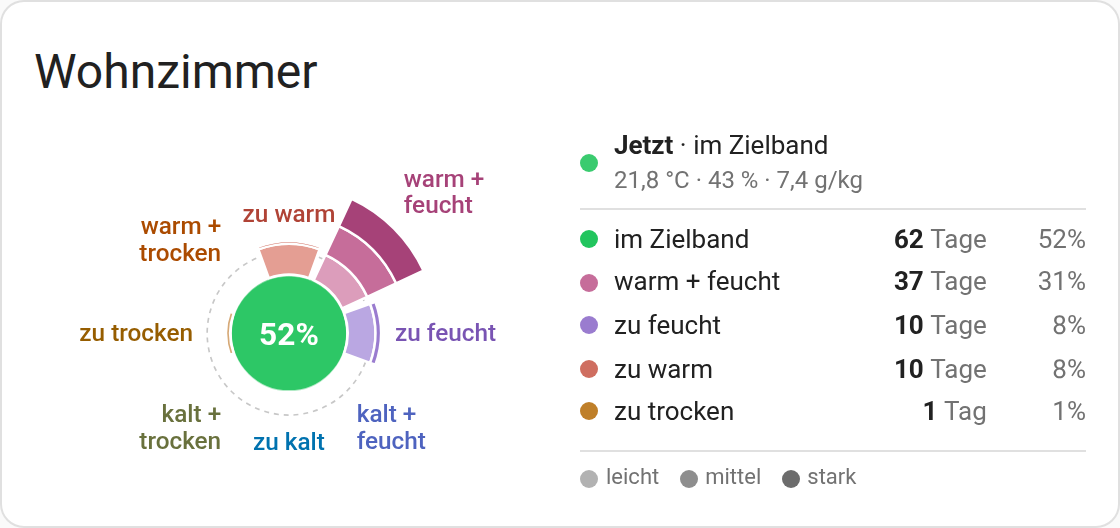 Wohnzimmer
warm +
feucht
zu warm
warm +
trocken
zu trocken
52%
zu feucht
kalt +
trocken
zu kalt
kalt +
feucht
Jetzt · im Zielband
21,8 °C · 43 % · 7,4 g/kg
im Zielband 62 Tage 52%
warm + feucht 37 Tage 31%
zu feucht 10 Tage 8%
zu warm 10 Tage 8%
zu trocken 1 Tag 1%
leicht mittel stark